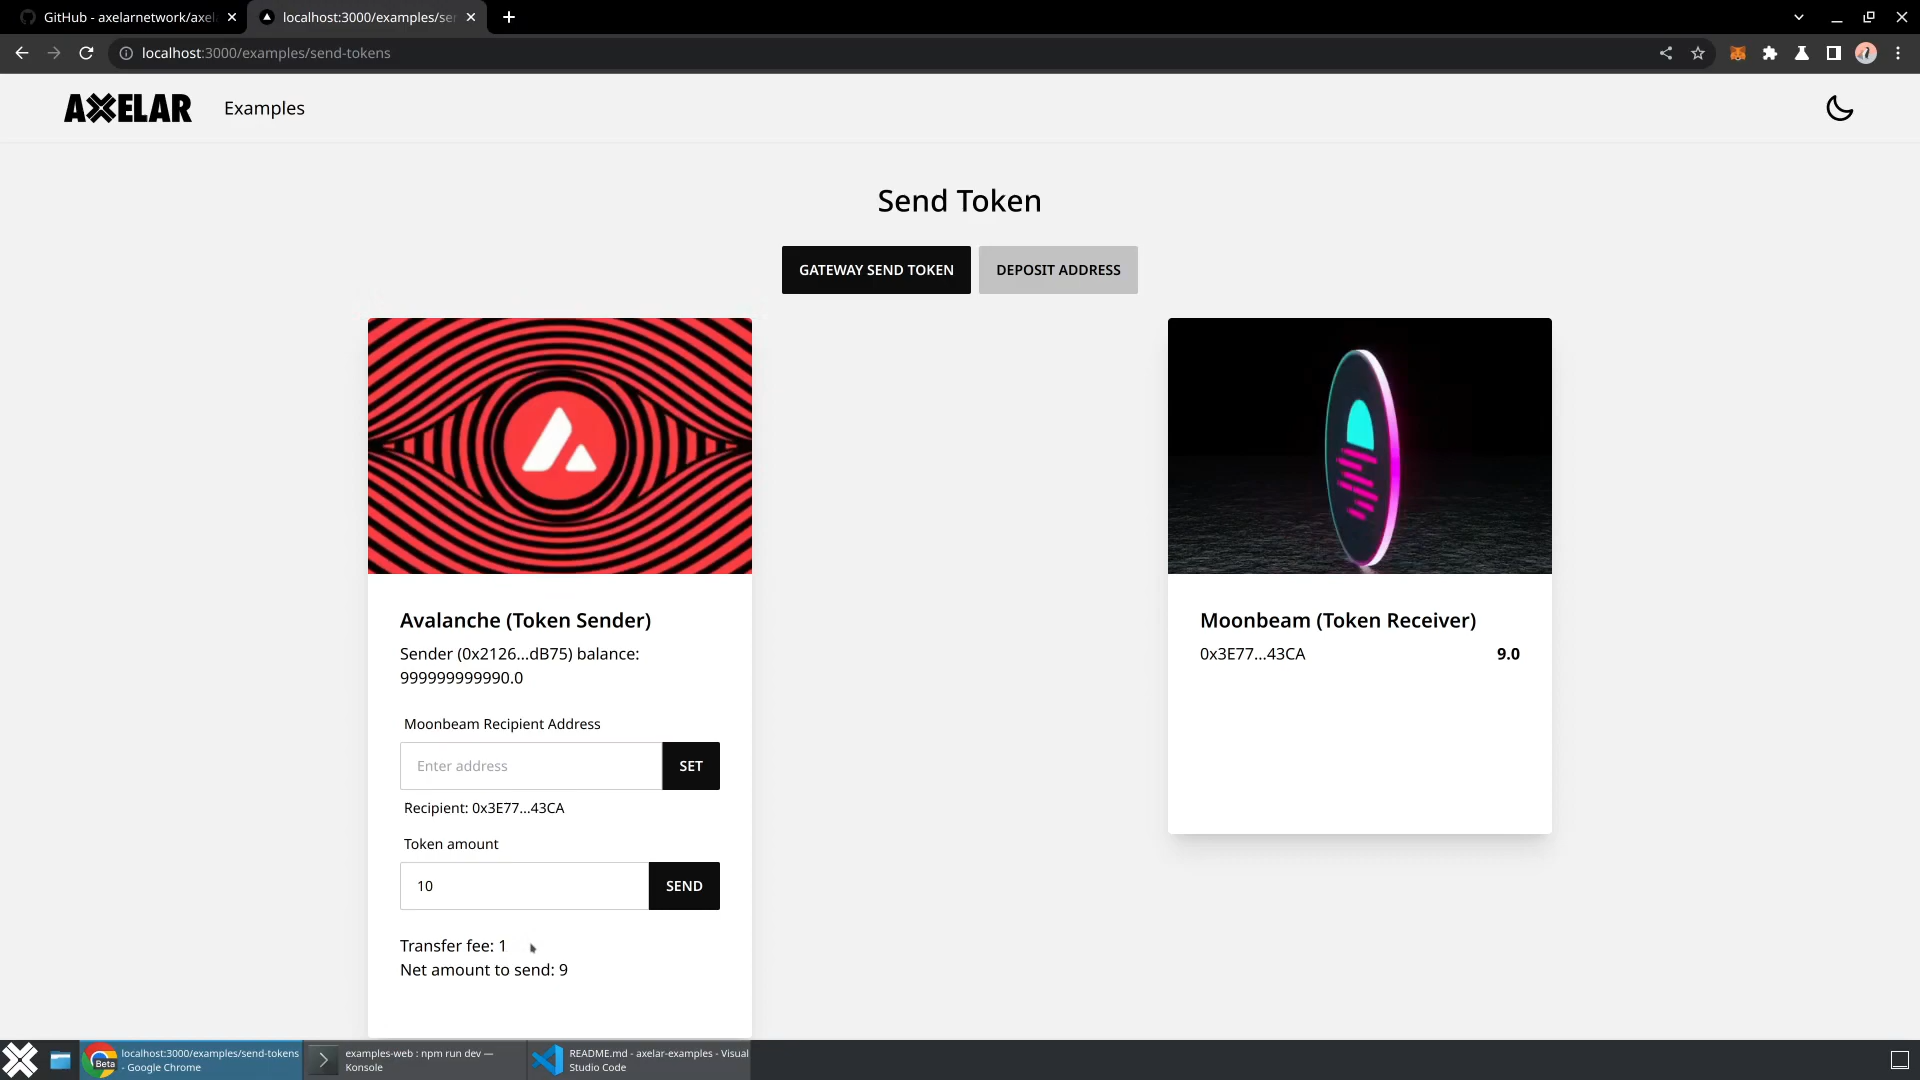 GitHub - axelarnetwork/axel
localhost:3000/examples/sen
localhost:3000/examples/send-tokens
AXELAR
Examples
Send Token
GATEWAY SEND TOKEN
DEPOSIT ADDRESS
Avalanche (Token Sender)
Sender (0x2126...dB75) balance:
999999999990.0
Moonbeam Recipient Address
Enter address
SET
Recipient: 0x3E77...43CA
Token amount
10
SEND
Transfer fee: 1
Net amount to send: 9
Moonbeam (Token Receiver)
0x3E77...43CA
9.0
Beta
localhost:3000/examples/send-tokens
- Google Chrome
examples-web : npm run dev —
Konsole
README.md - axelar-examples - Visual
Studio Code